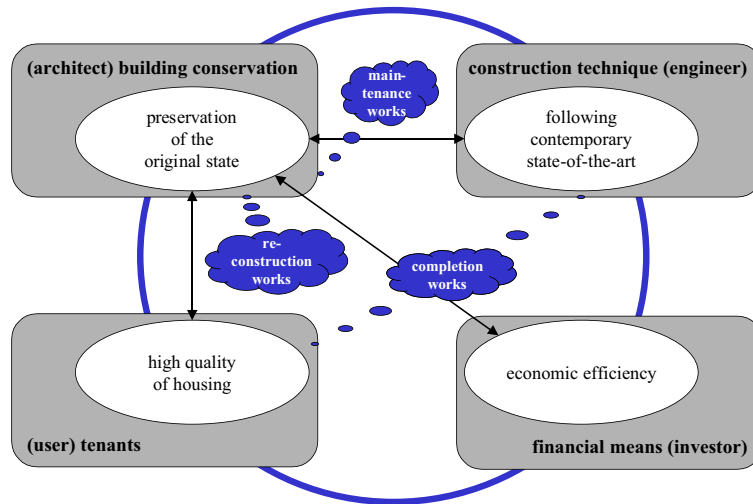 (architect) building conservation
preservation
of the
original state
main-
tenance
works
construction technique (engineer)
following
contemporary
state-of-the-art
re-
construction
works
completion
works
high quality
of housing
(user) tenants
economic efficiency
financial means (investor)